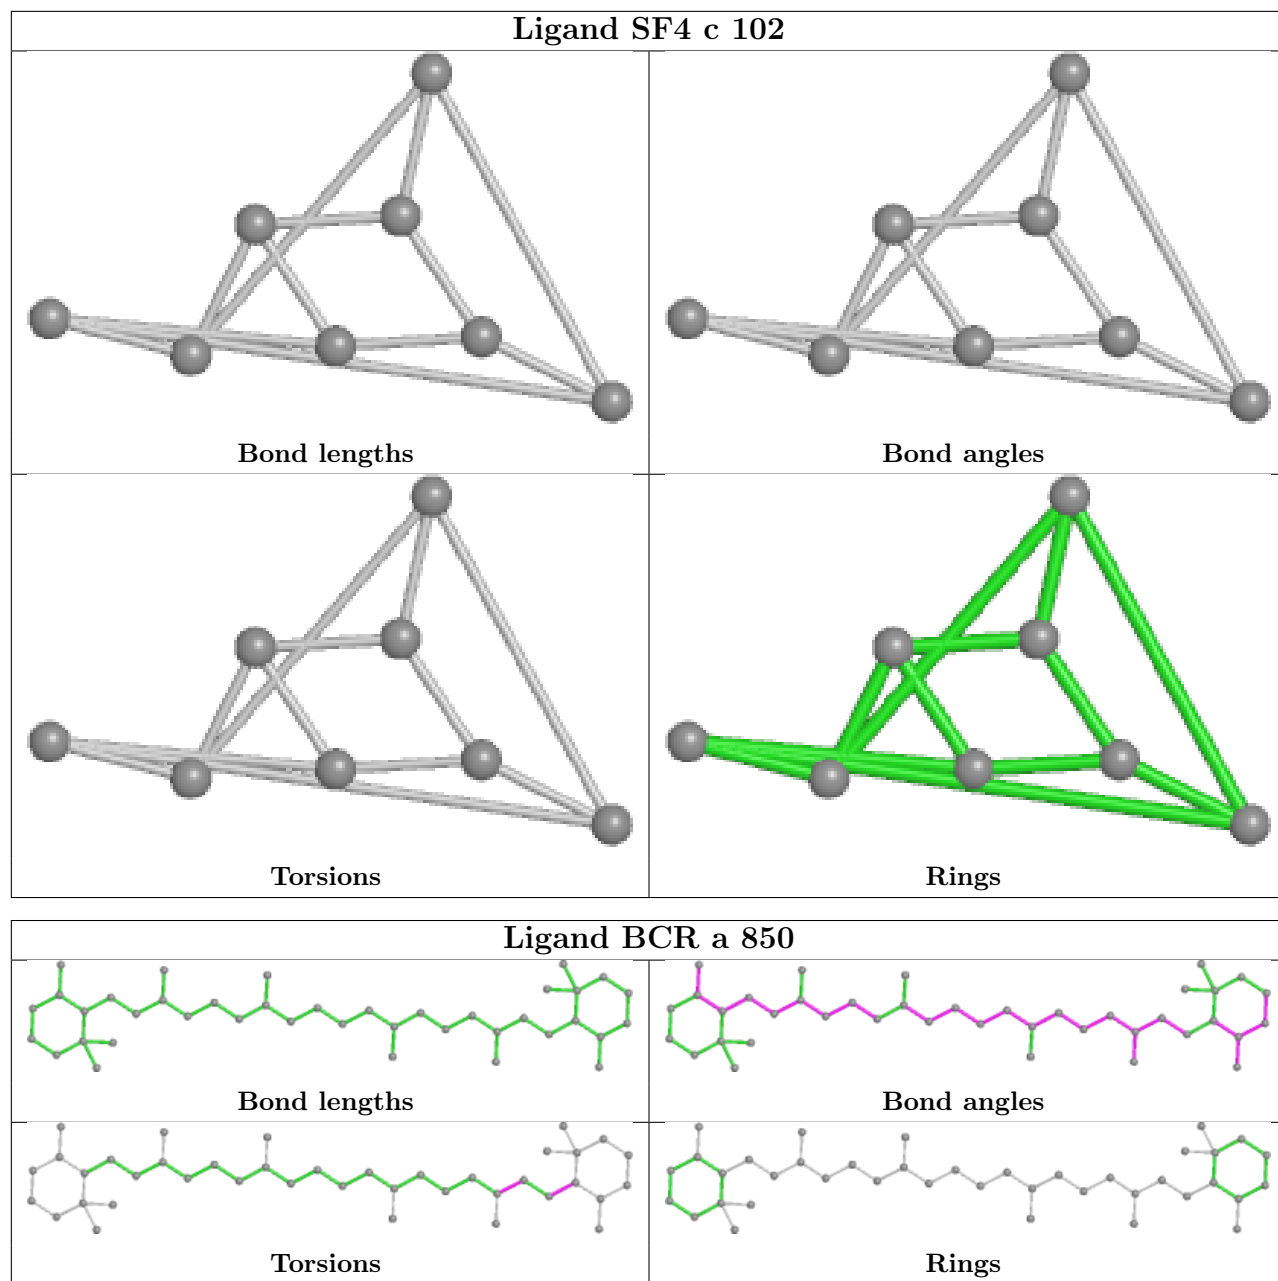 Ligand SF4 c 102
Bond lengths
Bond angles
Torsions
Rings
Ligand BCR a 850
Bond lengths
Bond angles
Torsions
Rings